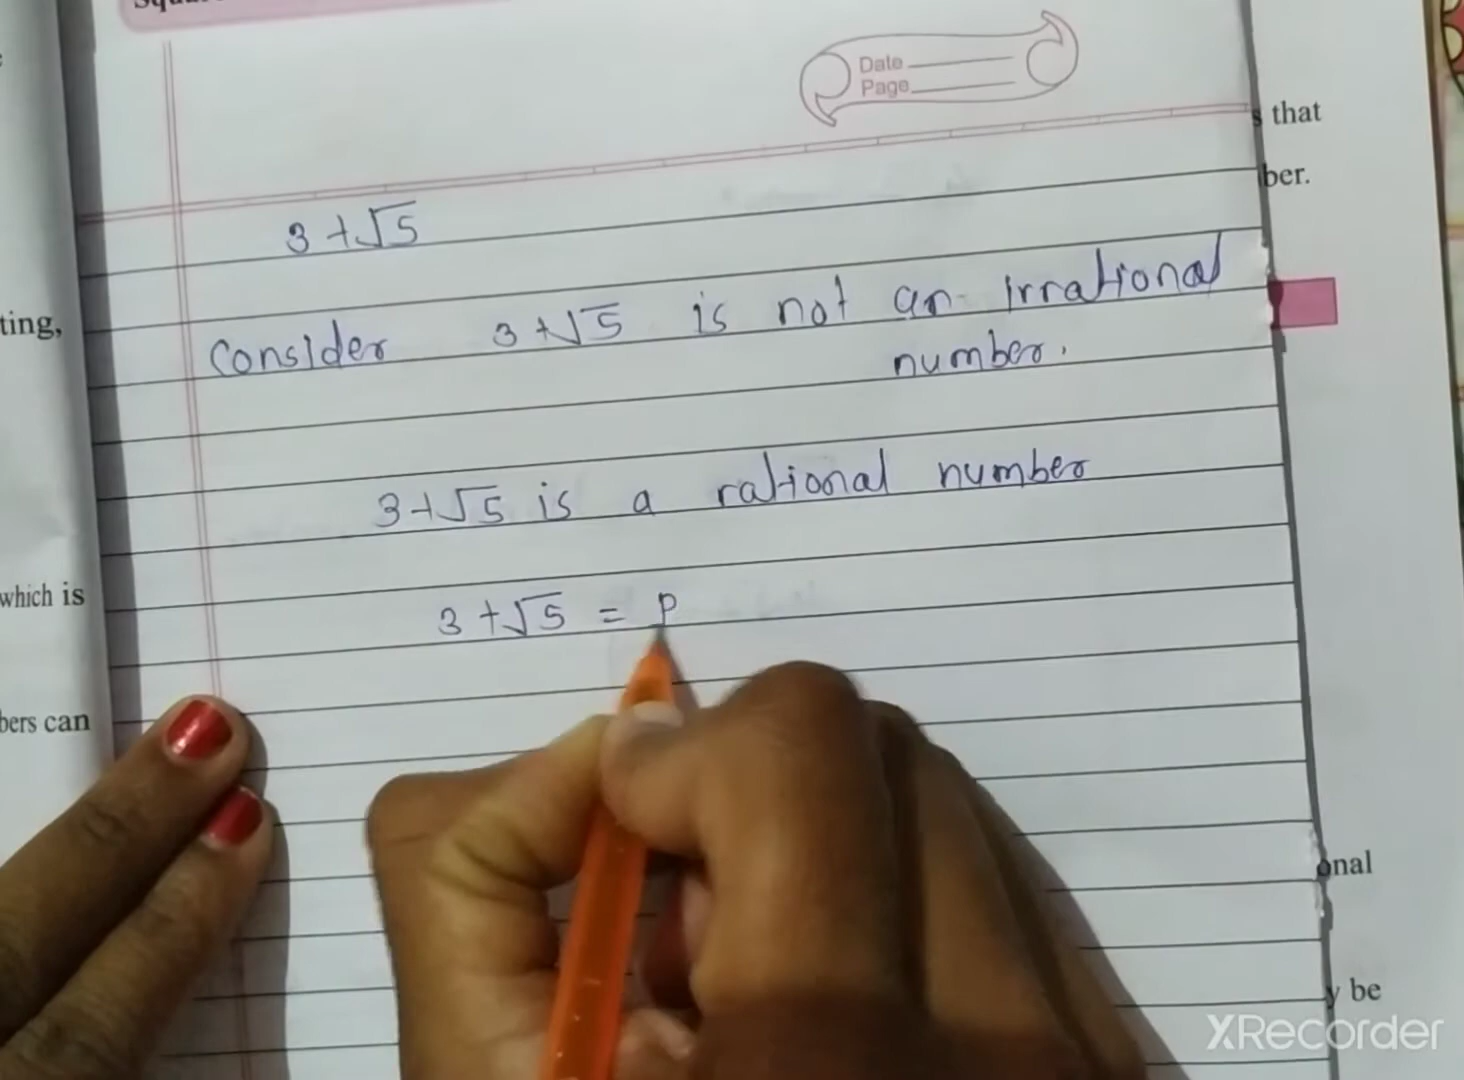 Date
Page
s that
ber.
3+√5
Consider 3+√5 is not an irrational
number.
ting,
3+√5 is a rational number
which is
3+√5 = P
bers can
onal
y be
XRecorder